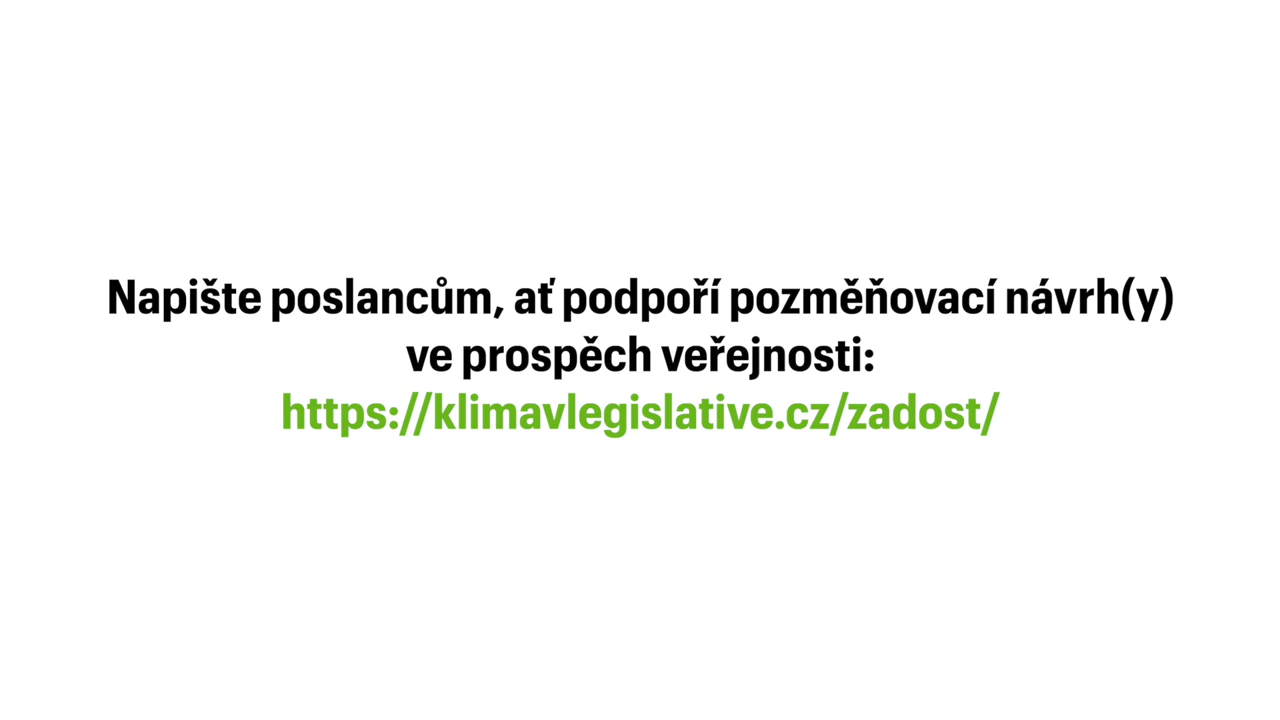 Napište poslancům, ať podpoří pozměňovací návrh(y)
ve prospěch veřejnosti:
https://klimavlegislative.cz/zadost/